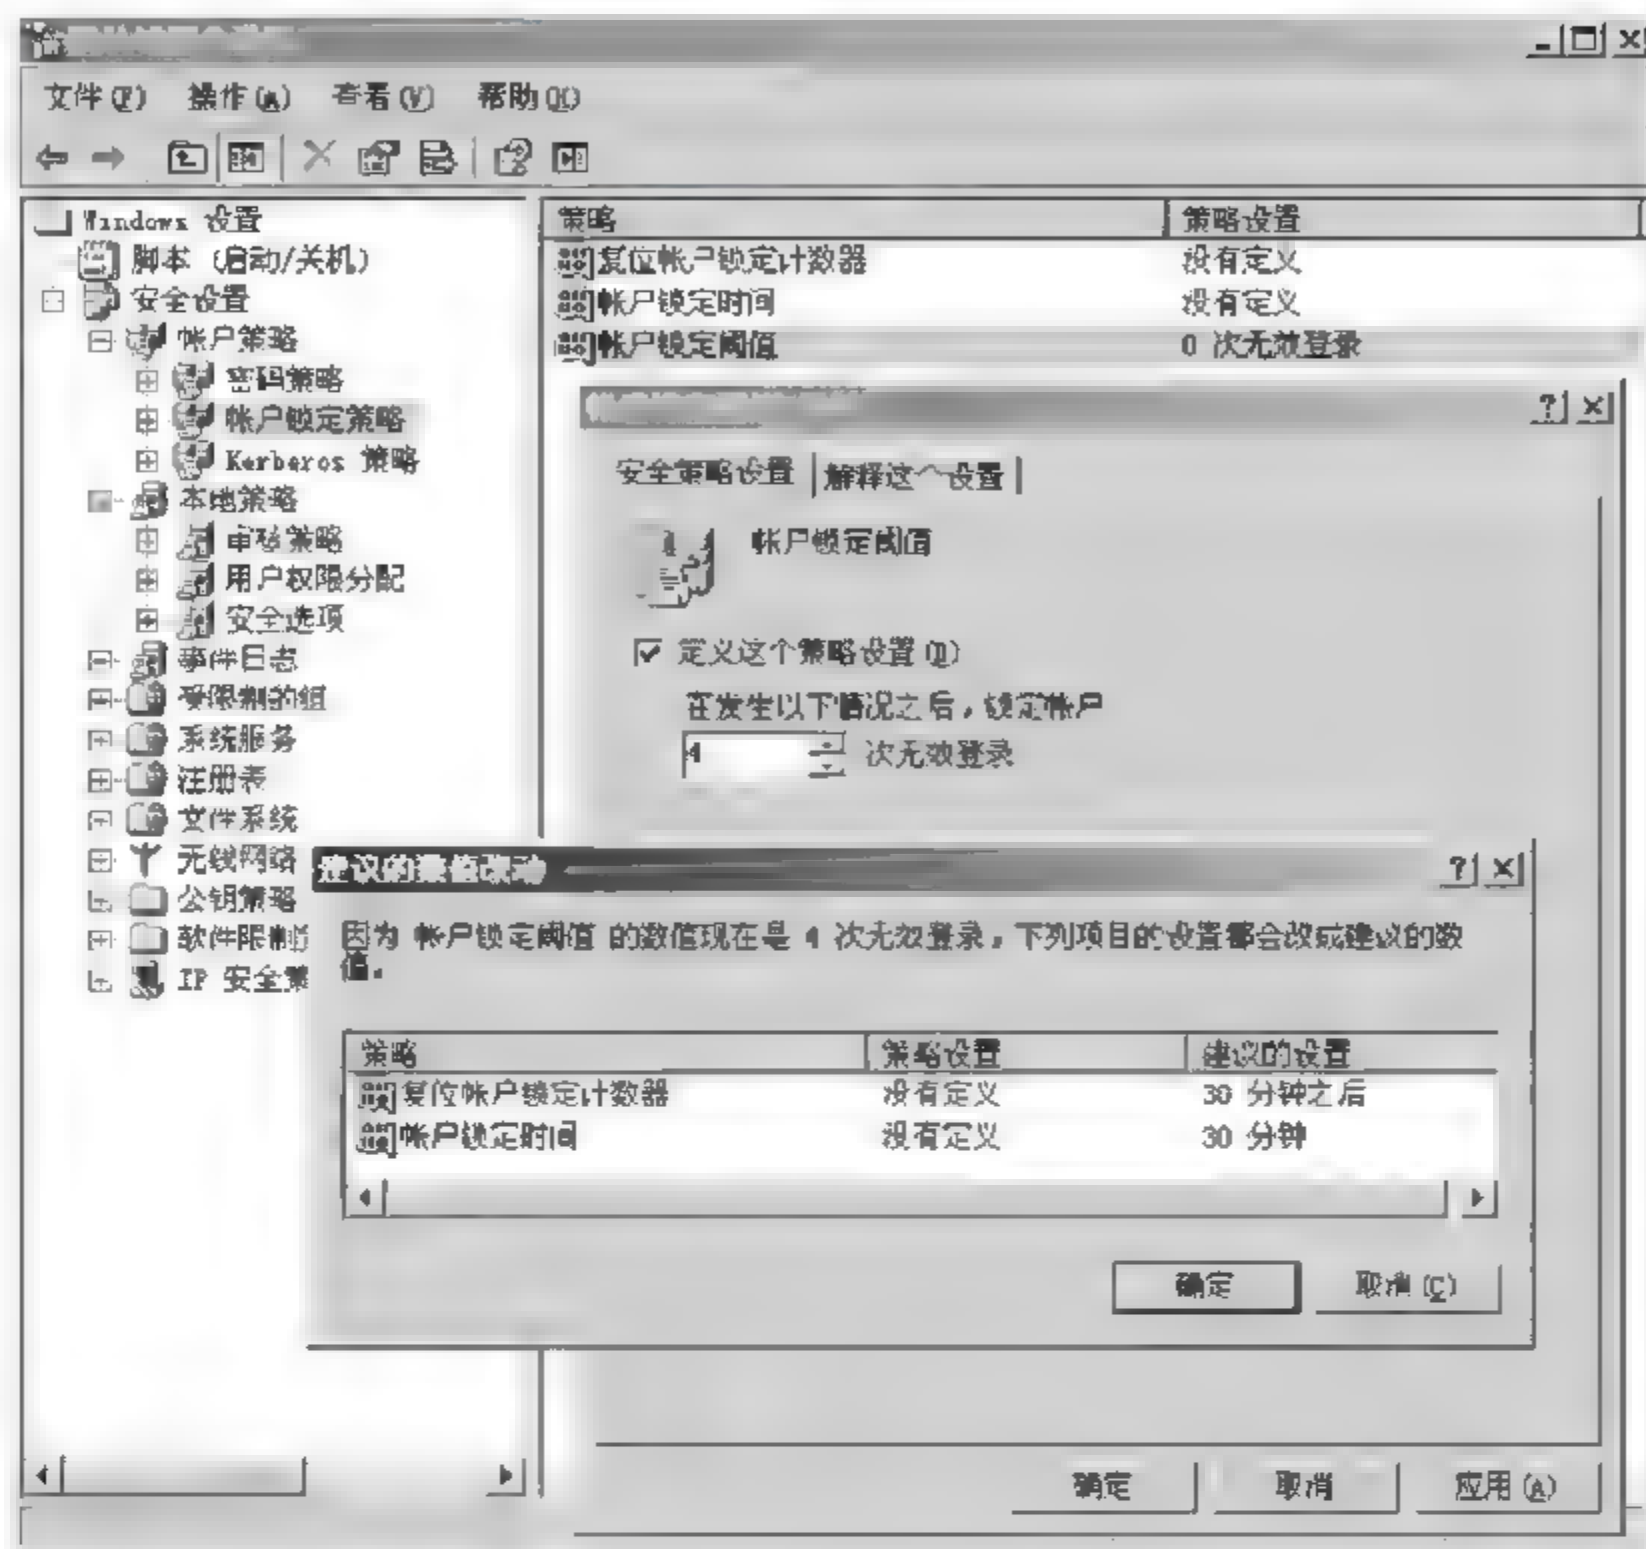 文件(F) 操作(A) 查看(V) 帮助(H)
Windows 设置
脚本 (启动/关机)
安全设置
帐户策略
密码策略
帐户锁定策略
Kerberos 策略
本地策略
审核策略
用户权限分配
安全选项
事件日志
受限制的组
系统服务
注册表
文件系统
无线网络
公钥策略
软件限制
IP 安全策
策略 策略设置
复位帐户锁定计数器 没有定义
帐户锁定时间 没有定义
帐户锁定阈值 0 次无效登录
安全策略设置 解释这个设置
帐户锁定阈值
定义这个策略设置(D)
在发生以下情况之后，锁定帐户
4 次无效登录
建议的数值改动
因为 帐户锁定阈值 的数值现在是 4 次无效登录，下列项目的设置都会改成建议的数
值。
策略 策略设置 建议的设置
复位帐户锁定计数器 没有定义 30 分钟之后
帐户锁定时间 没有定义 30 分钟
确定 取消(C)
确定 取消 应用(A)